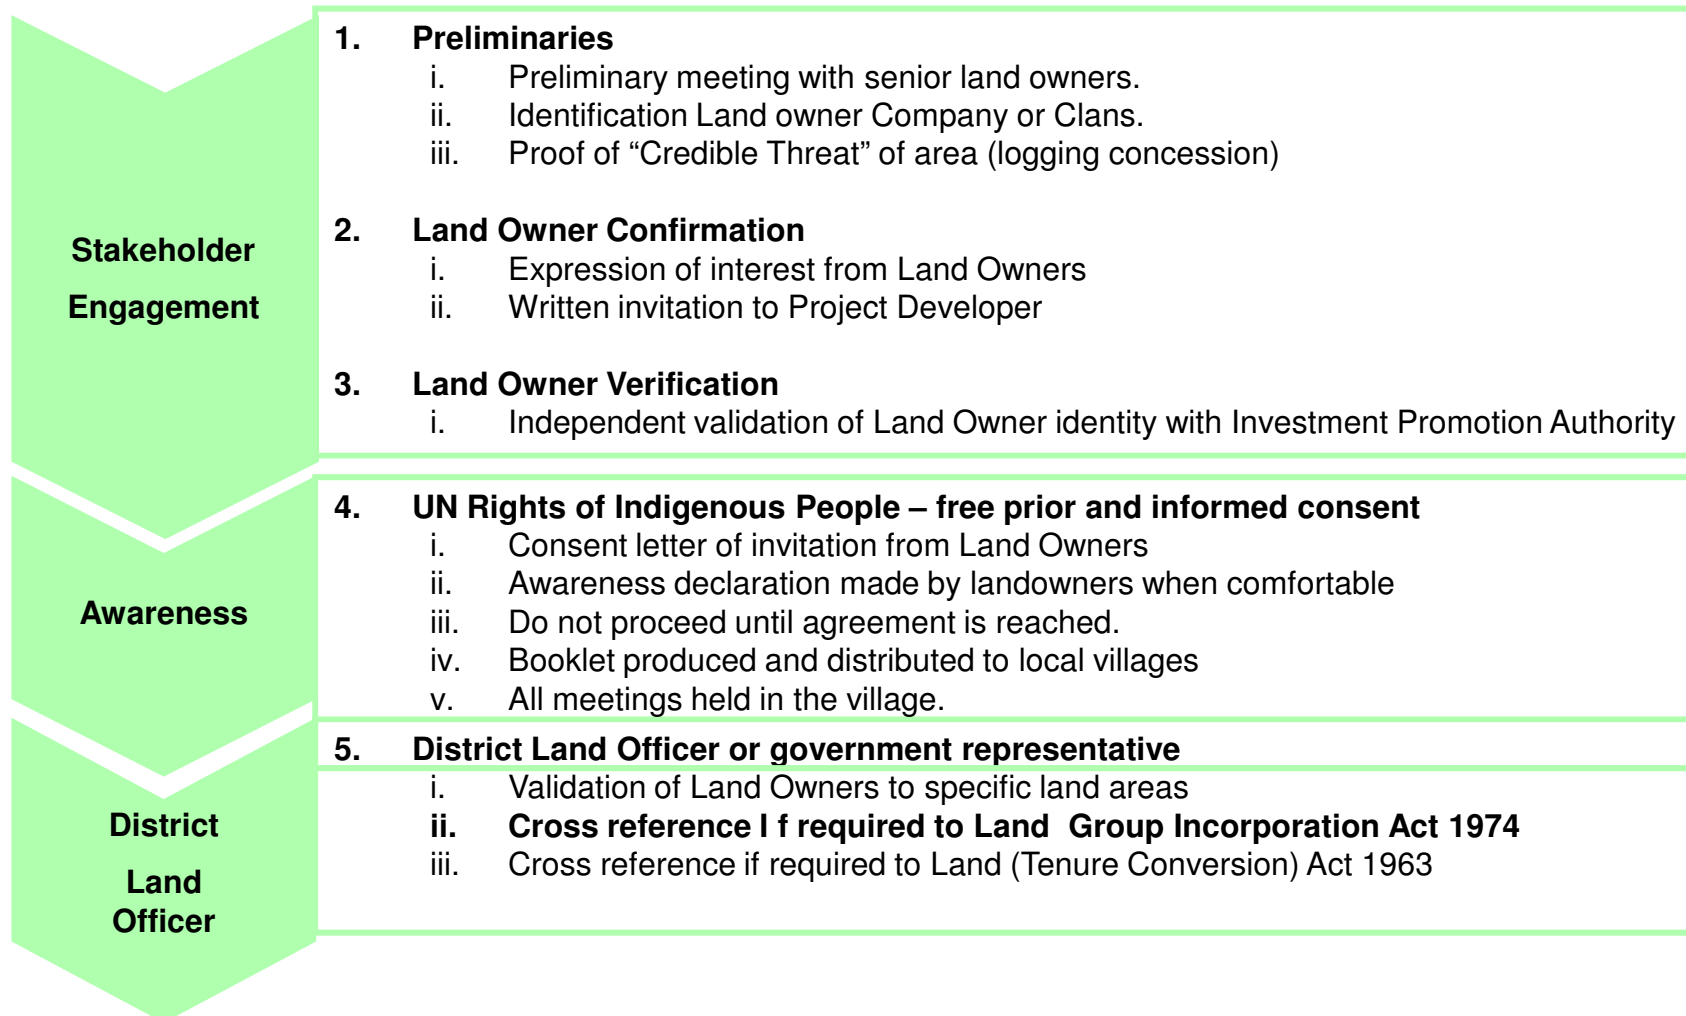 Stakeholder
Engagement
1. Preliminaries
i. Preliminary meeting with senior land owners.
ii. Identification Land owner Company or Clans.
iii. Proof of “Credible Threat” of area (logging concession)
2. Land Owner Confirmation
i. Expression of interest from Land Owners
ii. Written invitation to Project Developer
3. Land Owner Verification
i. Independent validation of Land Owner identity with Investment Promotion Authority
Awareness
4. UN Rights of Indigenous People – free prior and informed consent
i. Consent letter of invitation from Land Owners
ii. Awareness declaration made by landowners when comfortable
iii. Do not proceed until agreement is reached.
iv. Booklet produced and distributed to local villages
v. All meetings held in the village.
District
Land
Officer
5. District Land Officer or government representative
i. Validation of Land Owners to specific land areas
ii. Cross reference I f required to Land  Group Incorporation Act 1974
iii. Cross reference if required to Land (Tenure Conversion) Act 1963